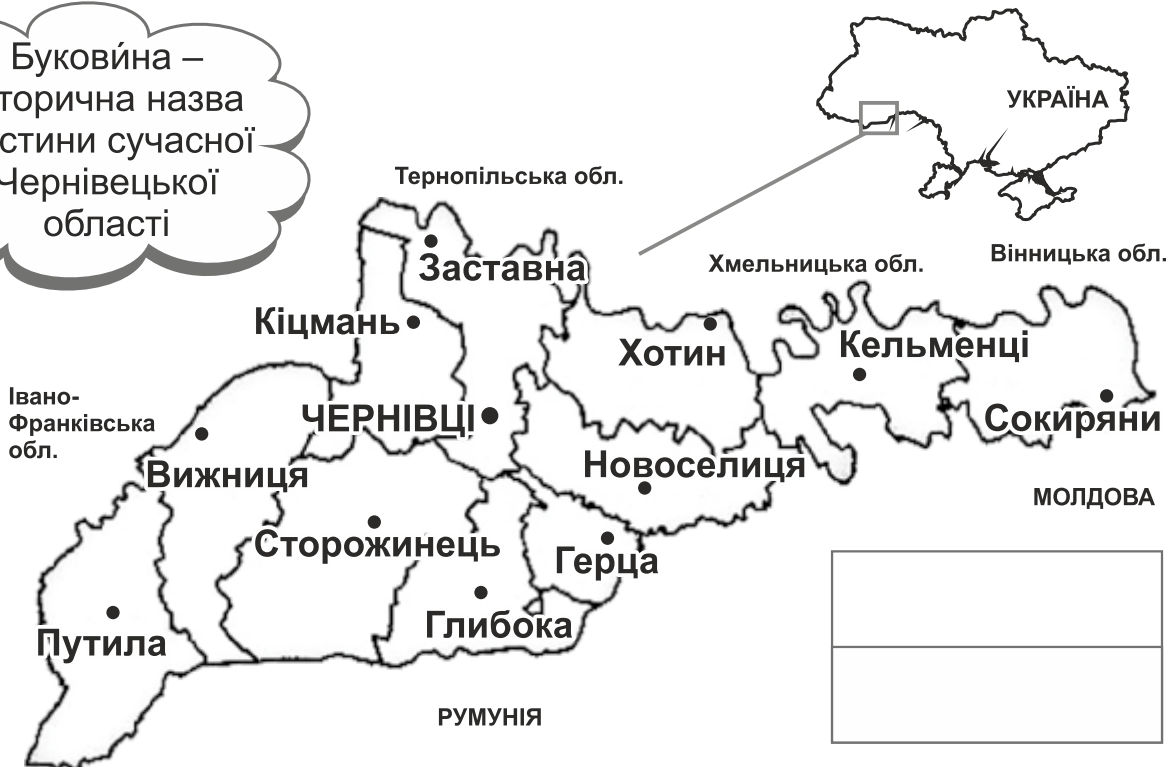 Букови́на –
торична назва
стини сучасної
Чернівецької
області
УКРАЇНА
Тернопільська обл.
Хмельницька обл.
Вінницька обл.
Заставна
Кіцмань
Хотин
Кельменці
Івано-
Франківська
обл.
ЧЕРНІВЦІ
Сокиряни
Вижниця
Новоселиця
МОЛДОВА
Сторожинець
Герца
Глибока
Путила
РУМУНІЯ